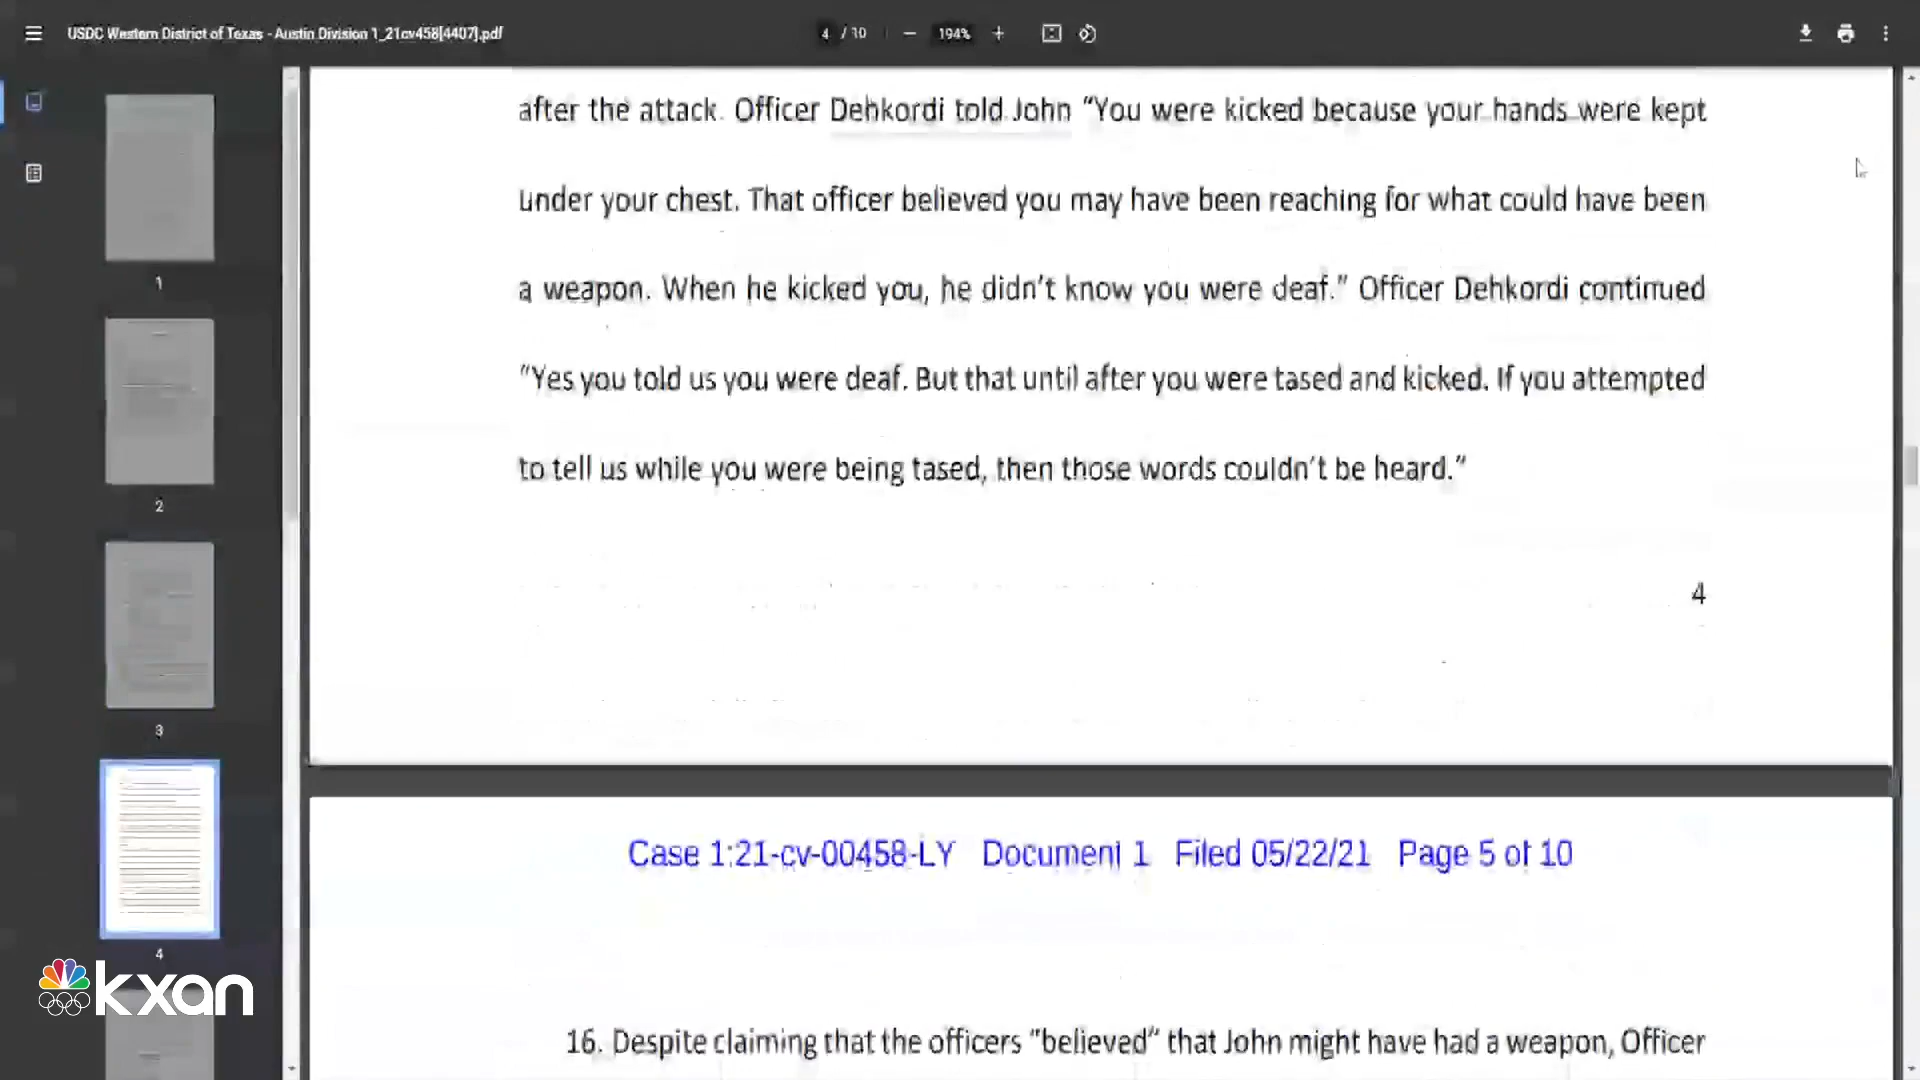 USDC Western District of Texas - Austin Division 1_21cv458[4407].pdf
4 / 10
194%
after the attack. Officer Dehkordi told John “You were kicked because your hands were kept
under your chest. That officer believed you may have been reaching for what could have been
a weapon. When he kicked you, he didn’t know you were deaf.” Officer Dehkordi continued
“Yes you told us you were deaf. But that until after you were tased and kicked. If you attempted
to tell us while you were being tased, then those words couldn’t be heard.”
4
Case 1:21-cv-00458-LY Document 1 Filed 05/22/21 Page 5 of 10
16. Despite claiming that the officers “believed” that John might have had a weapon, Officer
1
2
3
4
kxan